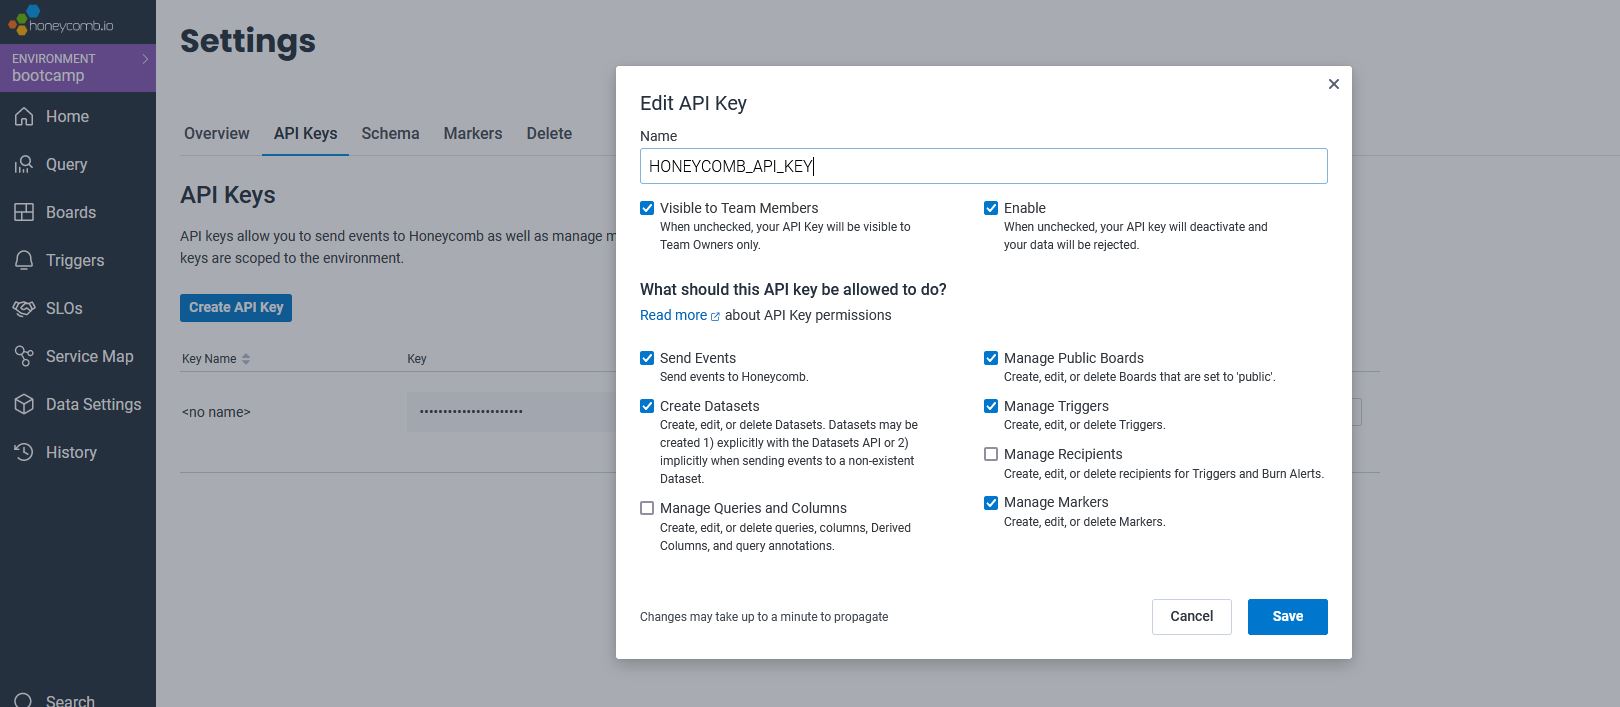 honeycomb.io
ENVIRONMENT
bootcamp
Home
Query
Boards
Triggers
SLOs
Service Map
Data Settings
History
Search
Settings
Overview API Keys Schema Markers Delete
API Keys
API keys allow you to send events to Honeycomb as well as manage
keys are scoped to the environment.
Create API Key
Key Name Key
<no name> ••••••••••••••••••••••
Edit API Key
Name
HONEYCOMB_API_KEY
Visible to Team Members
When unchecked, your API Key will be visible to
Team Owners only.
Enable
When unchecked, your API key will deactivate and
your data will be rejected.
What should this API key be allowed to do?
Read more about API Key permissions
Send Events
Send events to Honeycomb.
Create Datasets
Create, edit, or delete Datasets. Datasets may be
created 1) explicitly with the Datasets API or 2)
implicitly when sending events to a non-existent
Dataset.
Manage Queries and Columns
Create, edit, or delete queries, columns, Derived
Columns, and query annotations.
Manage Public Boards
Create, edit, or delete Boards that are set to 'public'.
Manage Triggers
Create, edit, or delete Triggers.
Manage Recipients
Create, edit, or delete recipients for Triggers and Burn Alerts.
Manage Markers
Create, edit, or delete Markers.
Changes may take up to a minute to propagate
Cancel
Save